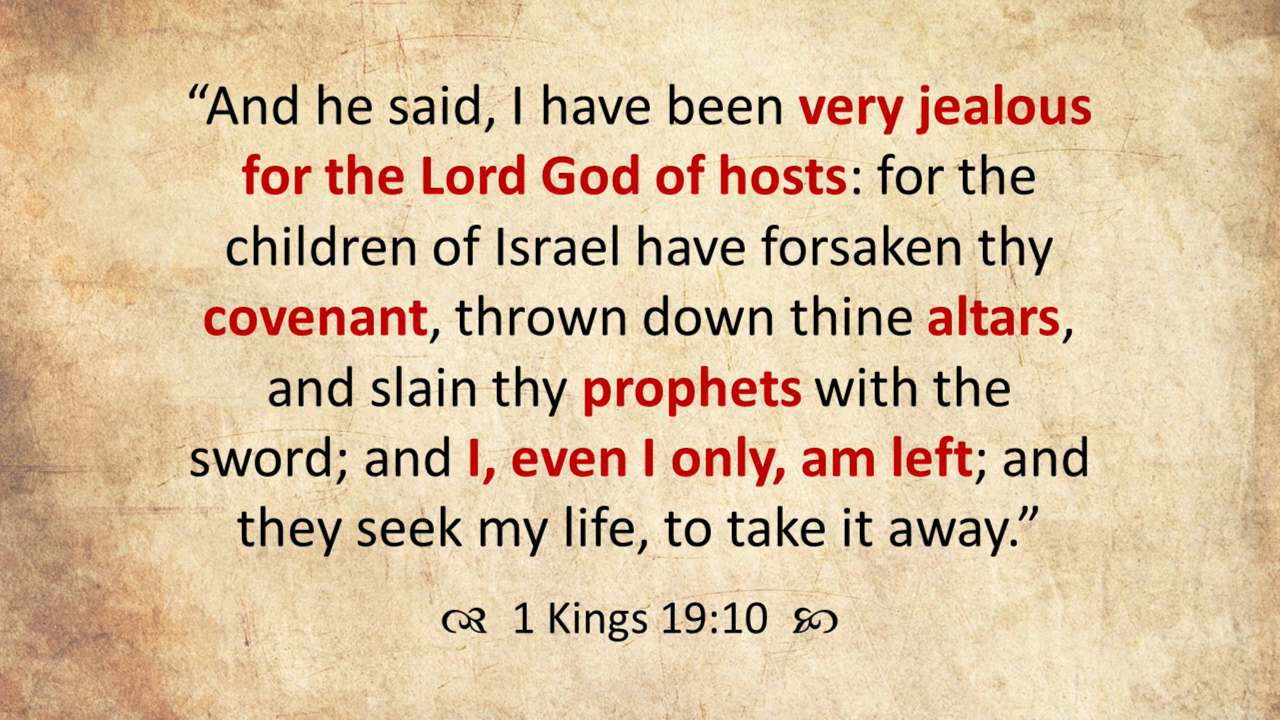 “And he said, I have been very jealous
for the Lord God of hosts: for the
children of Israel have forsaken thy
covenant, thrown down thine altars,
and slain thy prophets with the
sword; and I, even I only, am left; and
they seek my life, to take it away.”
1 Kings 19:10